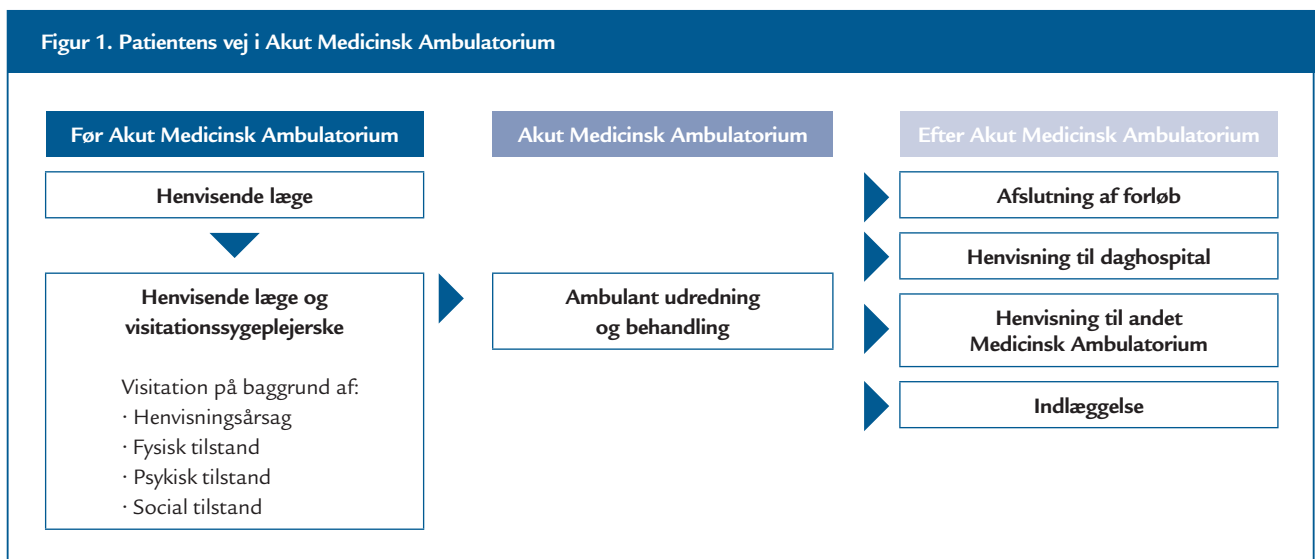 Figur 1. Patientens vej i Akut Medicinsk Ambulatorium
Før Akut Medicinsk Ambulatorium
Henvisende læge
Henvisende læge og
visitationssygeplejerske
Visitation på baggrund af:
· Henvisningsårsag
· Fysisk tilstand
· Psykisk tilstand
· Social tilstand
Akut Medicinsk Ambulatorium
Ambulant udredning
og behandling
Efter Akut Medicinsk Ambulatorium
Afslutning af forløb
Henvisning til daghospital
Henvisning til andet
Medicinsk Ambulatorium
Indlæggelse